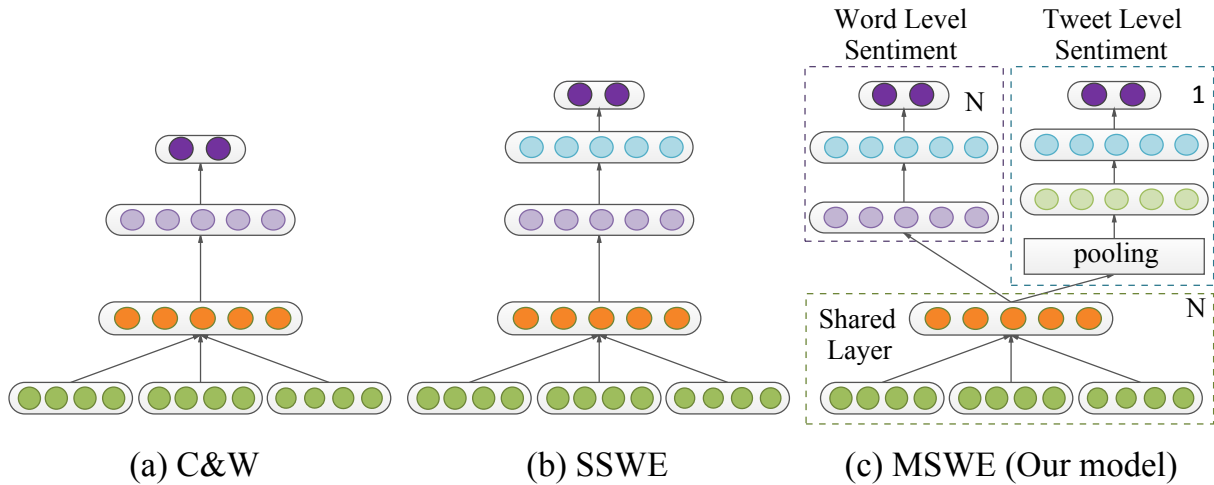 Word Level
Sentiment
Tweet Level
Sentiment
N
1
pooling
Shared
Layer
N
(a) C&W
(b) SSWE
(c) MSWE (Our model)